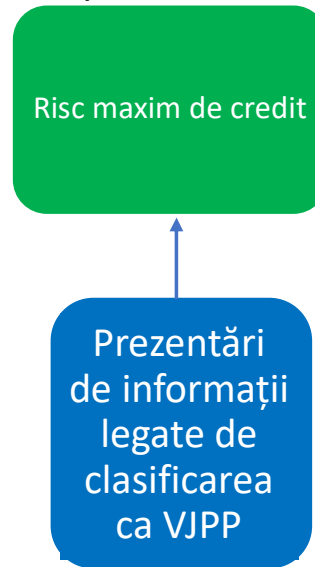 Risc maxim de credit
Prezentări
de informații
legate de
clasificarea
ca VJPP